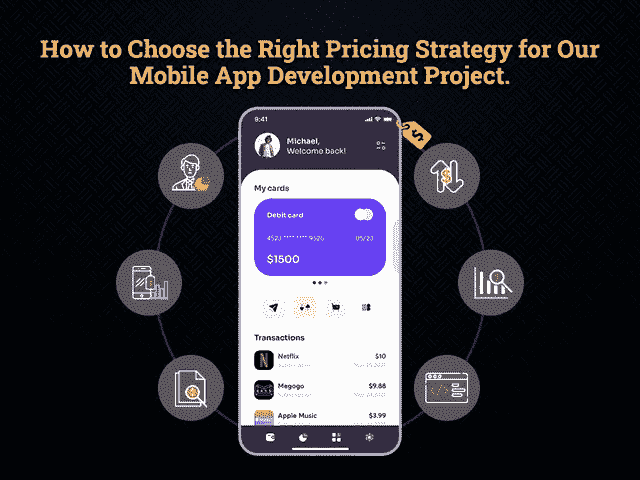 How to Choose the Right Pricing Strategy for Our
Mobile App Development Project.
9:41
Michael,
Welcome back!
My cards
Debit card
$1500
Transactions
Netflix
$10
Megogo
$9.88
Apple Music
$3.99